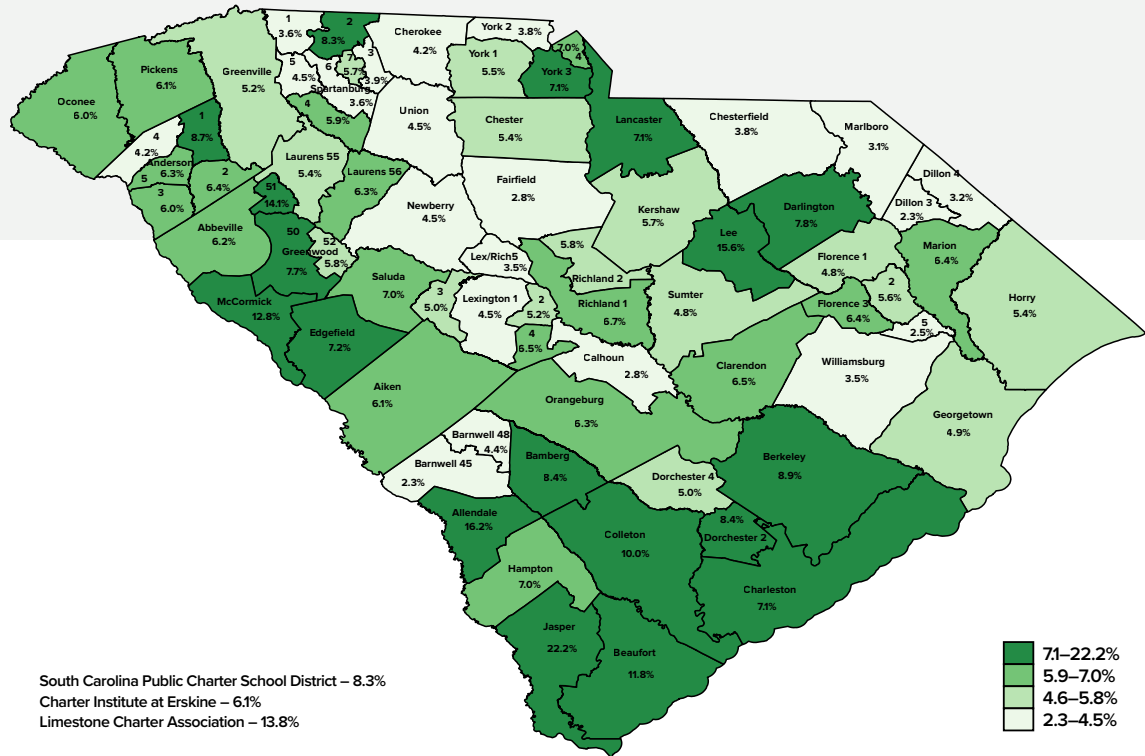 1
3.6%
2
8.3%
Cherokee
4.2%
York 2 3.8%
7.0%
4
York 1
5.5%
York 3
7.1%
Pickens
6.1%
Greenville
5.2%
5
4.5%
6
7
5.7%
3
3.9%
Spartanburg
3.6%
4
5.9%
Oconee
6.0%
1
8.7%
Union
4.5%
Chester
5.4%
Lancaster
7.1%
Chesterfield
3.8%
Marlboro
3.1%
4
4.2%
Anderson
6.3%
5
2
6.4%
3
6.0%
Laurens 55
5.4%
Laurens 56
6.3%
51
14.1%
Fairfield
2.8%
Dillon 4
3.2%
Dillon 3
2.3%
Newberry
4.5%
Kershaw
5.7%
Darlington
7.8%
Lee
15.6%
Abbeville
6.2%
50
Greenwood
7.7%
52
5.8%
Lex/Rich5
3.5%
5.8%
Richland 2
Florence 1
4.8%
Marion
6.4%
Saluda
7.0%
3
5.0%
Lexington 1
4.5%
2
5.2%
Richland 1
6.7%
Sumter
4.8%
2
5.6%
Florence 3
6.4%
5
2.5%
Horry
5.4%
McCormick
12.8%
Edgefield
7.2%
4
6.5%
Calhoun
2.8%
Clarendon
6.5%
Williamsburg
3.5%
Aiken
6.1%
Orangeburg
6.3%
Georgetown
4.9%
Barnwell 48
4.4%
Barnwell 45
2.3%
Bamberg
8.4%
Dorchester 4
5.0%
Berkeley
8.9%
Allendale
16.2%
Colleton
10.0%
8.4%
Dorchester 2
Hampton
7.0%
Charleston
7.1%
Jasper
22.2%
Beaufort
11.8%
South Carolina Public Charter School District – 8.3%
Charter Institute at Erskine – 6.1%
Limestone Charter Association – 13.8%
7.1–22.2%
5.9–7.0%
4.6–5.8%
2.3–4.5%